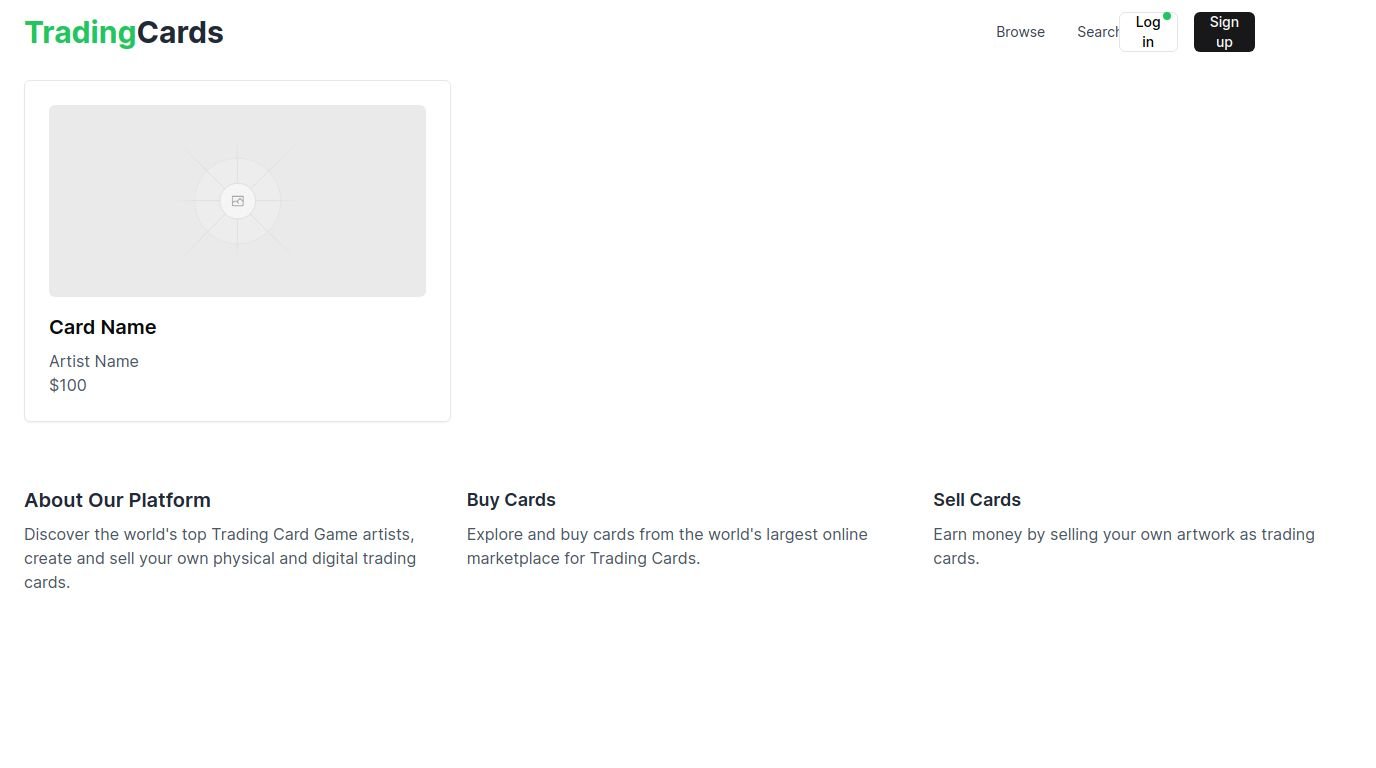 TradingCards
Browse
Search
Log
in
Sign
up
Card Name
Artist Name
$100
About Our Platform
Discover the world's top Trading Card Game artists,
create and sell your own physical and digital trading
cards.
Buy Cards
Explore and buy cards from the world's largest online
marketplace for Trading Cards.
Sell Cards
Earn money by selling your own artwork as trading
cards.